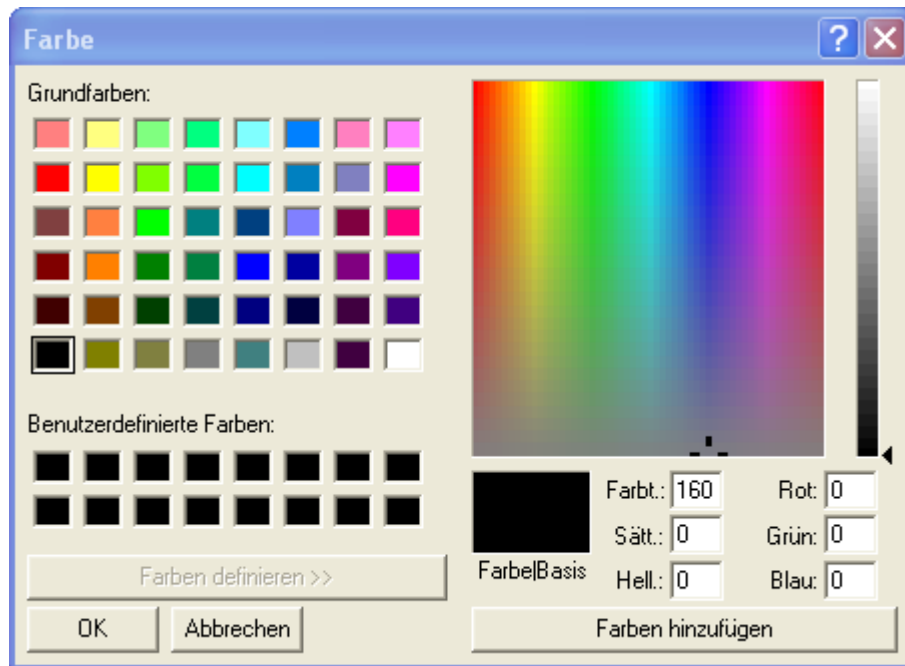 Farbe
Grundfarben:
Benutzerdefinierte Farben:
Farben definieren >>
OK Abbrechen
Farbe|Basis
Farbt.: 160 Rot: 0
Sätt.: 0 Grün: 0
Hell.: 0 Blau: 0
Farben hinzufügen